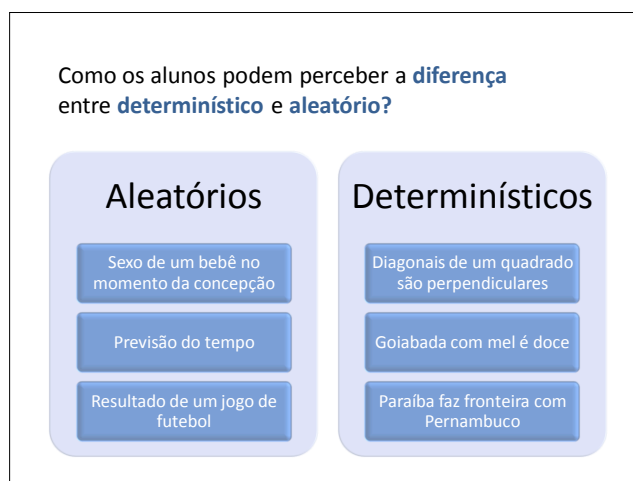 Como os alunos podem perceber a diferença
entre determinístico e aleatório?
Aleatórios
Sexo de um bebê no
momento da concepção
Previsão do tempo
Resultado de um jogo de
futebol
Determinísticos
Diagonais de um quadrado
são perpendiculares
Goiabada com mel é doce
Paraíba faz fronteira com
Pernambuco